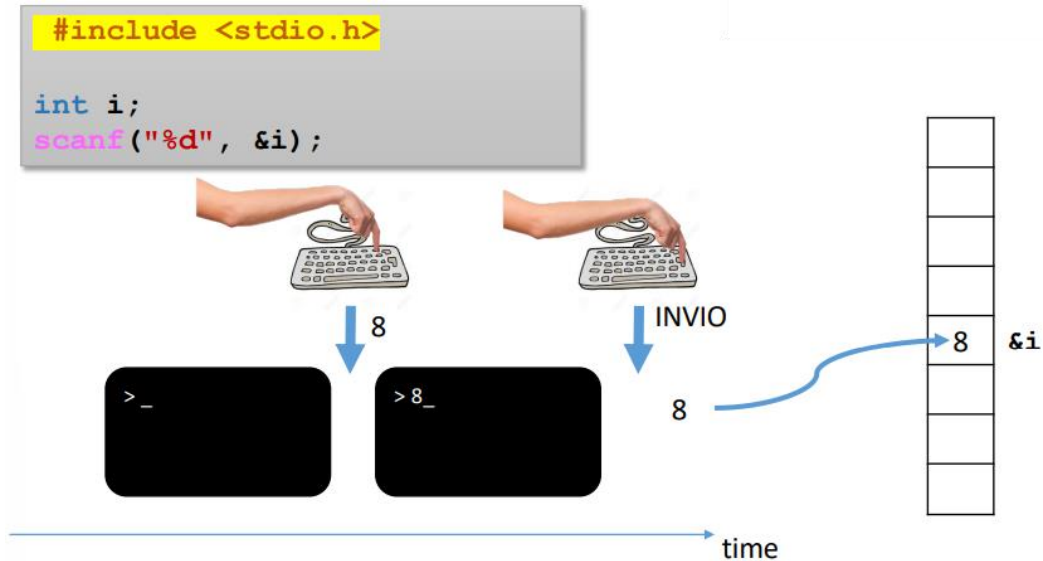 #include <stdio.h>
int i;
scanf("%d", &i);
8
INVIO
> _
> 8_
8
8
&i
time